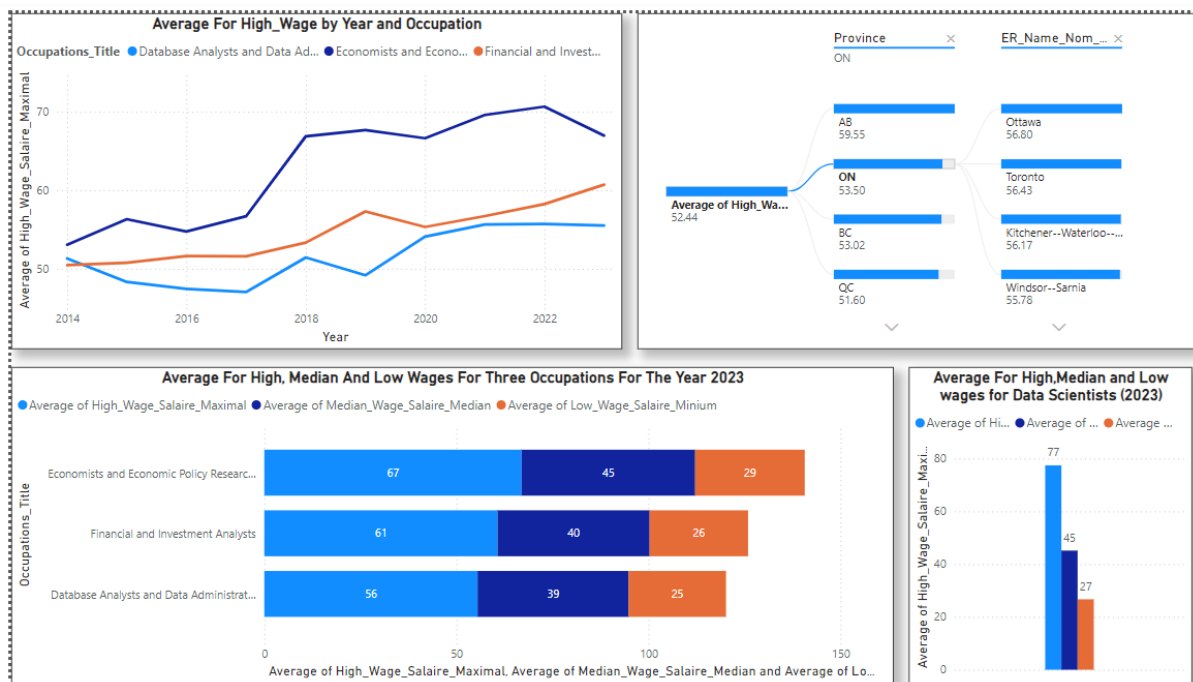 Average For High_Wage by Year and Occupation
Occupations_Title Database Analysts and Data Ad... Economists and Econo... Financial and Invest...
Average of High_Wage_Salaire_Maximal
70
60
50
2014 2016 2018 2020 2022
Year
Province
ON
ER_Name_Nom_...
Average of High_Wa...
52.44
AB
59.55
ON
53.50
BC
53.02
QC
51.60
Ottawa
56.80
Toronto
56.43
Kitchener--Waterloo--...
56.17
Windsor--Sarnia
55.78
Average For High, Median And Low Wages For Three Occupations For The Year 2023
Average of High_Wage_Salaire_Maximal Average of Median_Wage_Salaire_Median Average of Low_Wage_Salaire_Minium
Occupations_Title
Economists and Economic Policy Researc... 67 45 29
Financial and Investment Analysts 61 40 26
Database Analysts and Data Administrat... 56 39 25
0 50 100 150
Average of High_Wage_Salaire_Maximal, Average of Median_Wage_Salaire_Median and Average of Lo...
Average For High,Median and Low
wages for Data Scientists (2023)
Average of Hi... Average of ... Average ...
Average of High_Wage_Salaire_Maxi...
80
60
40
20
0
77
45
27